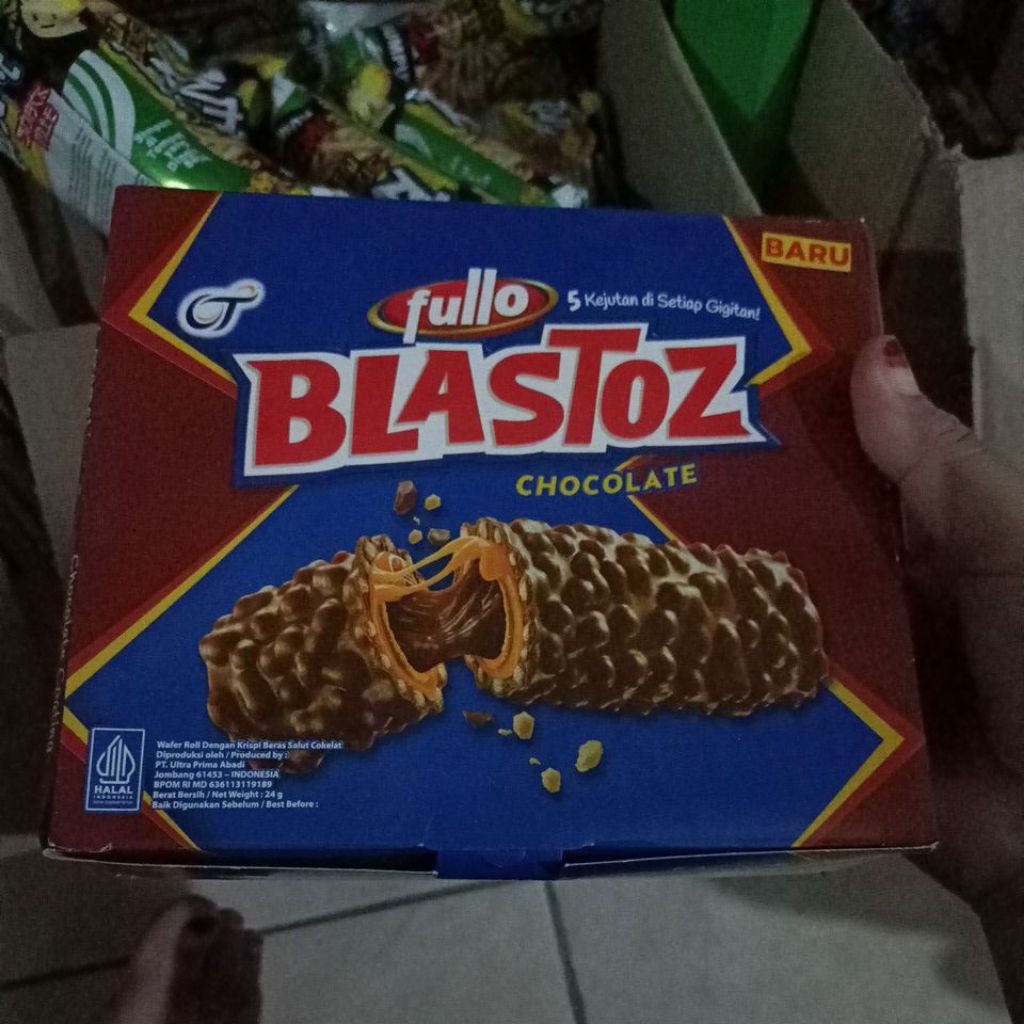 BARU
OT
fullo
5 Kejutan di Setiap Gigitan!
BLASTOZ
CHOCOLATE
Wafer Roll Dengan Krispi Beras Salut Cokelat
Diproduksi oleh / Produced by :
PT. Ultra Prima Abadi
Jombang 61453 – INDONESIA
BPOM RI MD 636113119189
Berat Bersih / Net Weight : 24 g
Baik Digunakan Sebelum / Best Before :
HALAL
INDONESIA